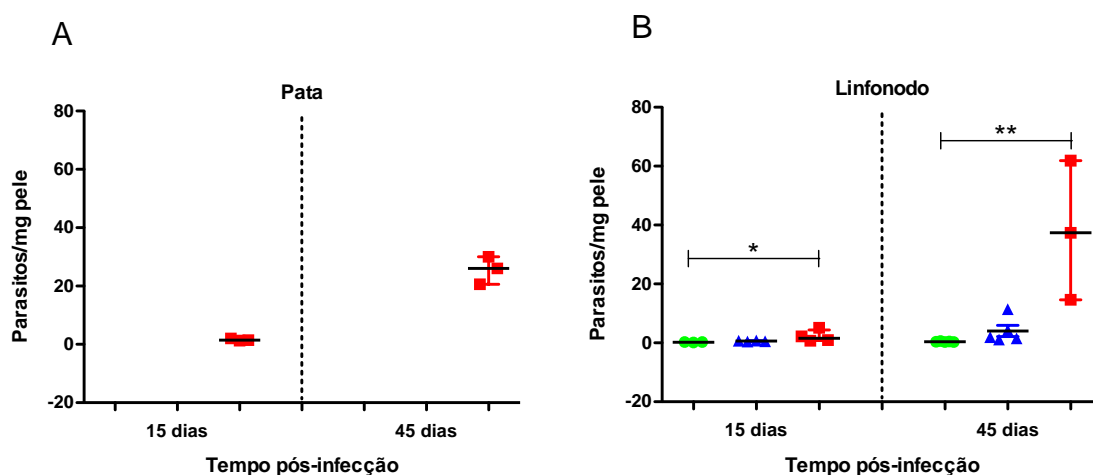 A
Pata
80
60
40
20
0
-20
Parasitos/mg pele
15 dias
45 dias
Tempo pós-infecção
B
Linfonodo
80
60
40
20
0
-20
Parasitos/mg pele
*
**
15 dias
45 dias
Tempo pós-infecção